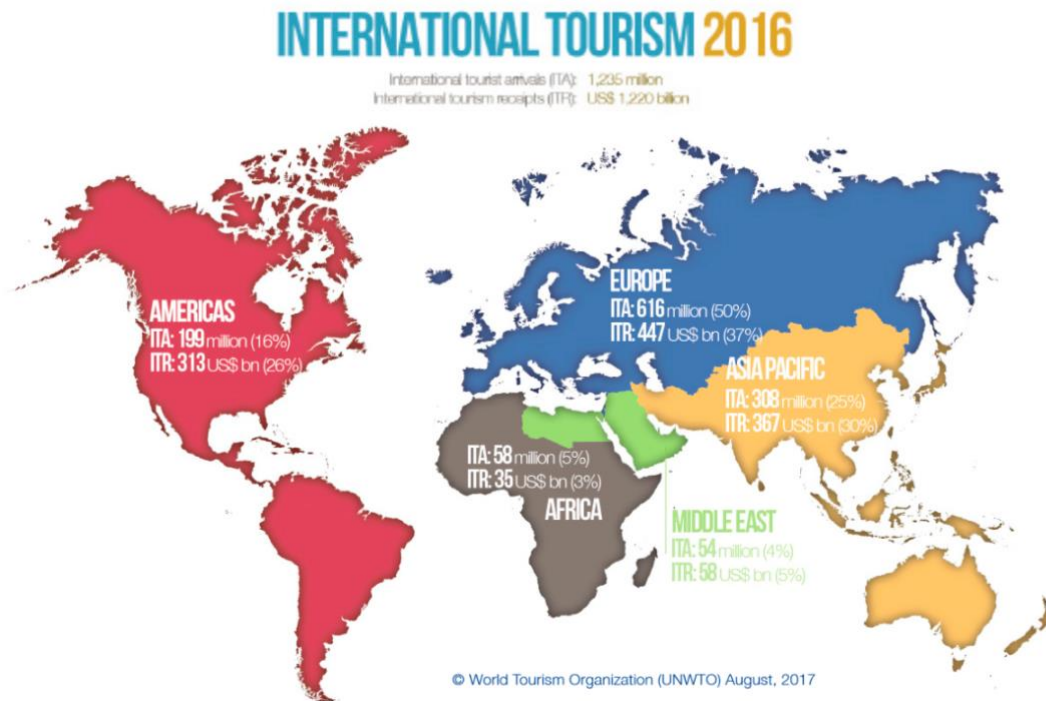 INTERNATIONAL TOURISM 2016
International tourist arrivals (ITA): 1,235 million
International tourism receipts (ITR): US$ 1,220 billion
EUROPE
ITA: 616 million (50%)
ITR: 447 US$ bn (37%)
AMERICAS
ITA: 199 million (16%)
ITR: 313 US$ bn (26%)
ASIA PACIFIC
ITA: 308 million (25%)
ITR: 367 US$ bn (30%)
ITA: 58 million (5%)
ITR: 35 US$ bn (3%)
AFRICA
MIDDLE EAST
ITA: 54 million (4%)
ITR: 58 US$ bn (5%)
© World Tourism Organization (UNWTO) August, 2017